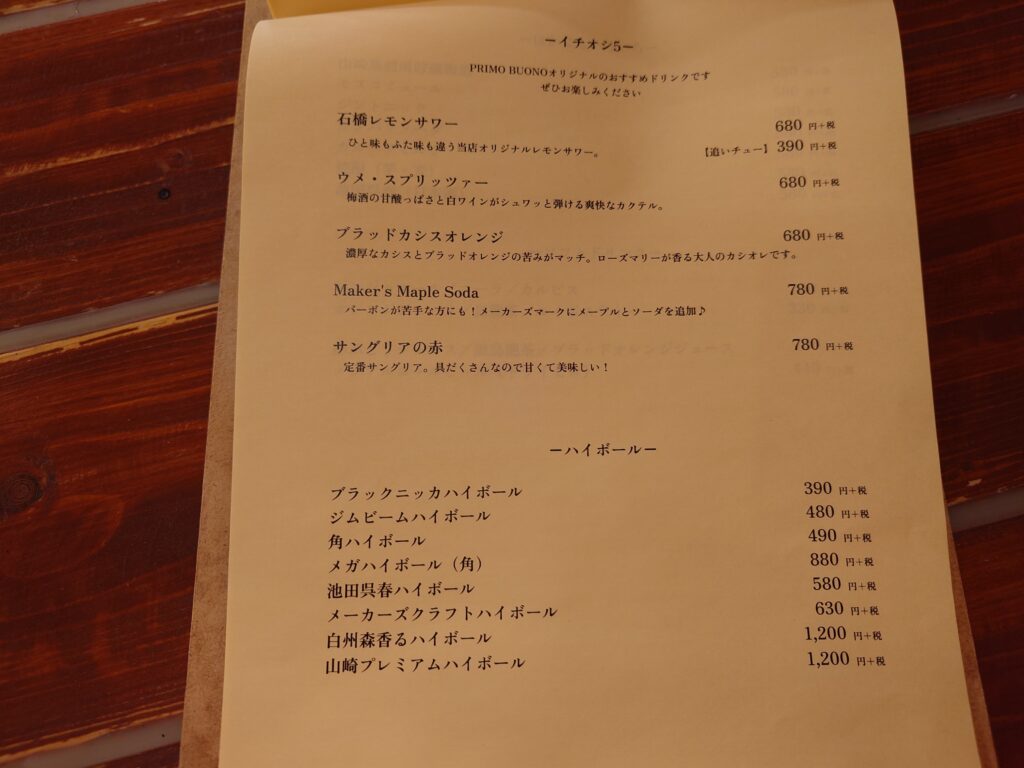 ーイチオシ5ー
PRIMO BUONOオリジナルのおすすめドリンクです
ぜひお楽しみください
石橋レモンサワー 680 円+税
ひと味もふた味も違う当店オリジナルレモンサワー。 【追いチュー】 390 円+税
ウメ・スプリッツァー 680 円+税
梅酒の甘酸っぱさと白ワインがシュワッと弾ける爽快なカクテル。
ブラッドカシスオレンジ 680 円+税
濃厚なカシスとブラッドオレンジの苦みがマッチ。ローズマリーが香る大人のカシオレです。
Maker's Maple Soda 780 円+税
バーボンが苦手な方にも！メーカーズマークにメープルとソーダを追加♪
サングリアの赤 780 円+税
定番サングリア。具だくさんなので甘くて美味しい！
ーハイボールー
ブラックニッカハイボール 390 円+税
ジムビームハイボール 480 円+税
角ハイボール 490 円+税
メガハイボール（角） 880 円+税
池田呉春ハイボール 580 円+税
メーカーズクラフトハイボール 630 円+税
白州森香るハイボール 1,200 円+税
山崎プレミアムハイボール 1,200 円+税